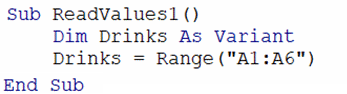 Sub ReadValues1()
    Dim Drinks As Variant
    Drinks = Range("A1:A6")
End Sub